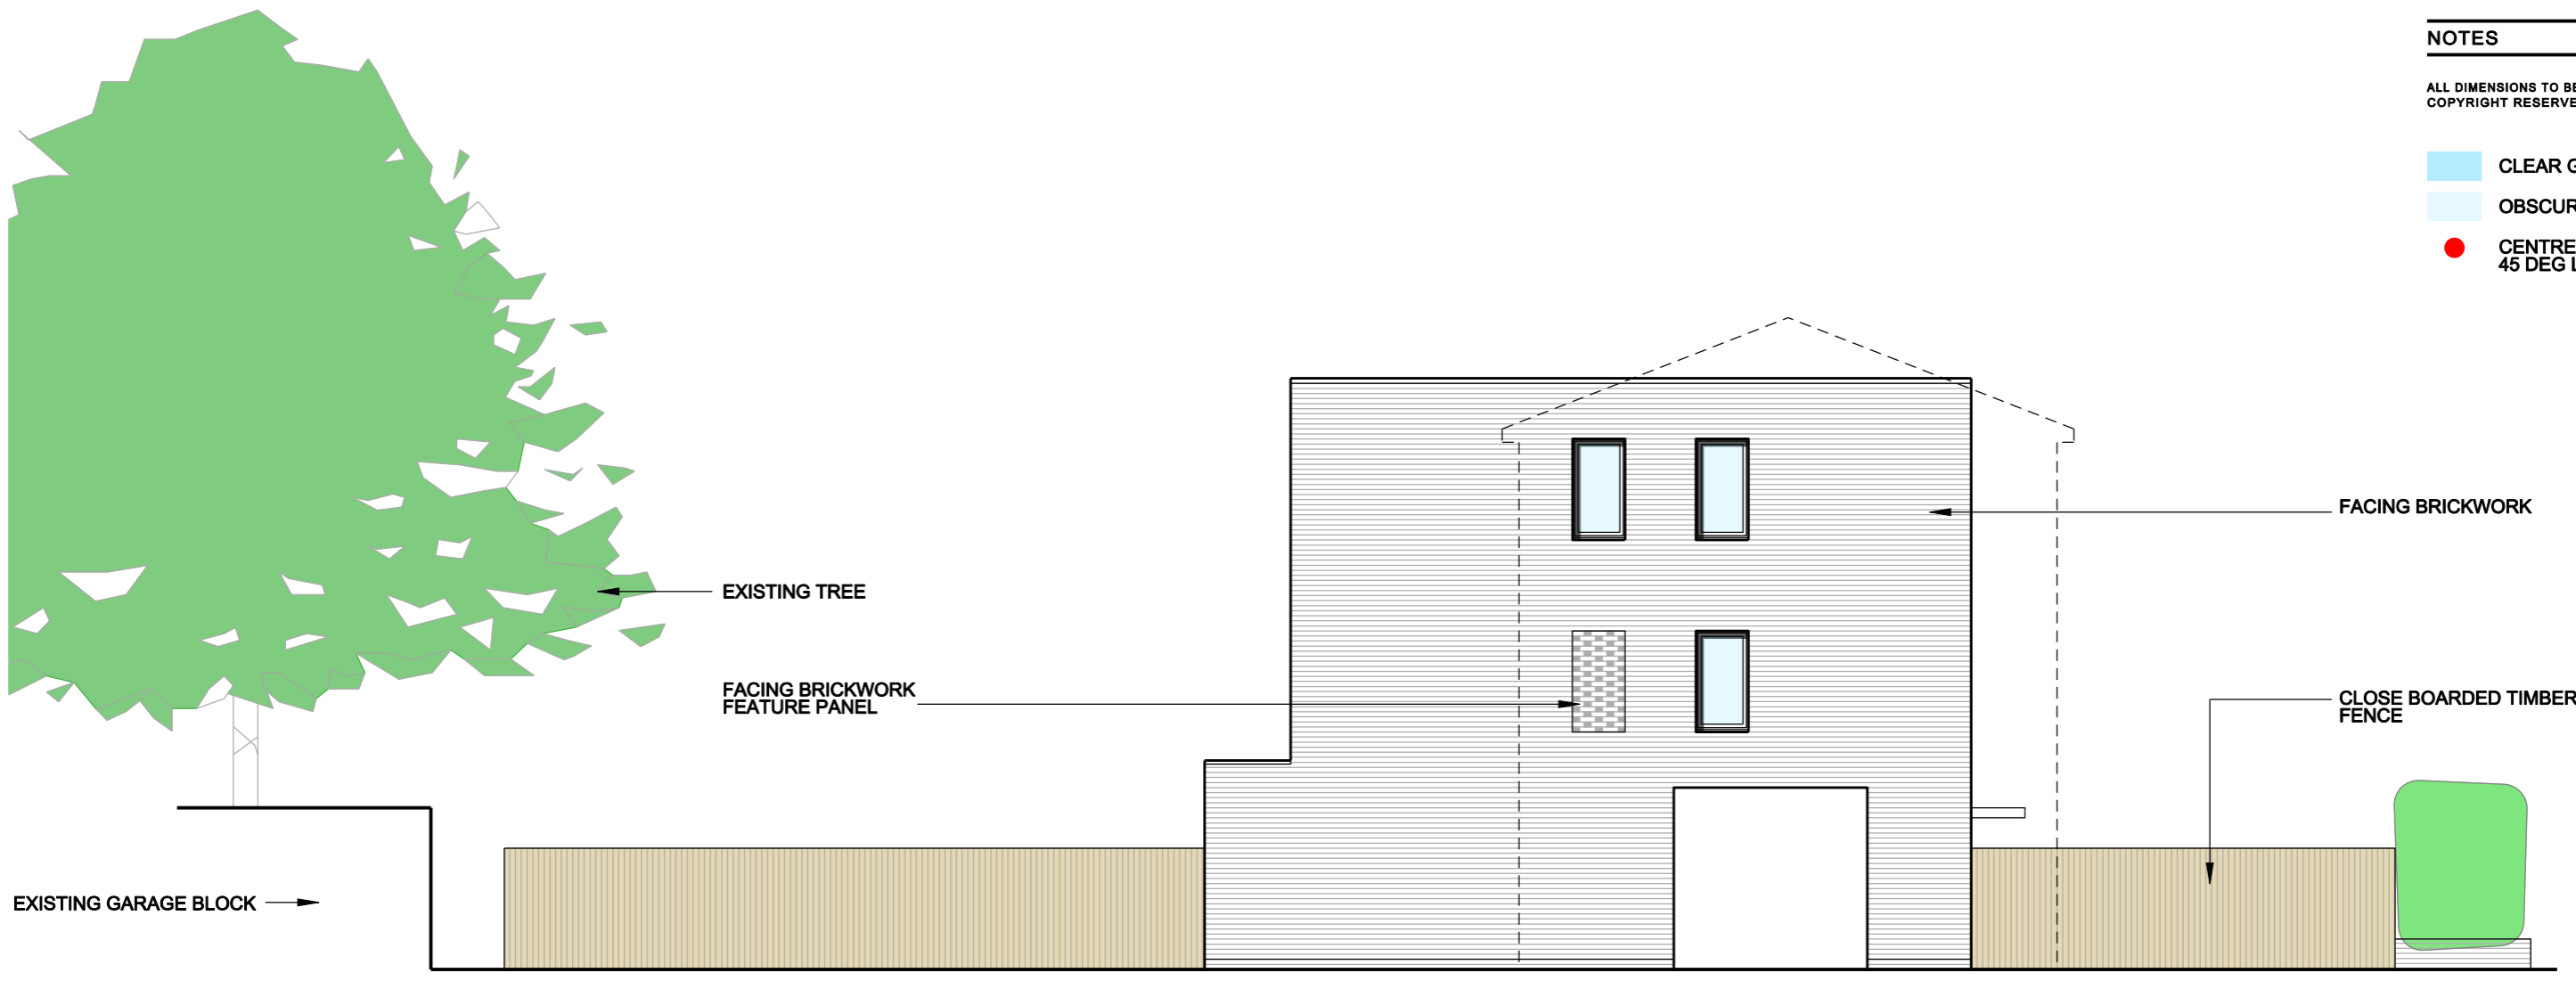 NOTES
ALL DIMENSIONS TO BE
COPYRIGHT RESERVE
CLEAR G
OBSCUR
CENTRE
45 DEG L
FACING BRICKWORK
EXISTING TREE
FACING BRICKWORK
FEATURE PANEL
CLOSE BOARDED TIMBER
FENCE
EXISTING GARAGE BLOCK